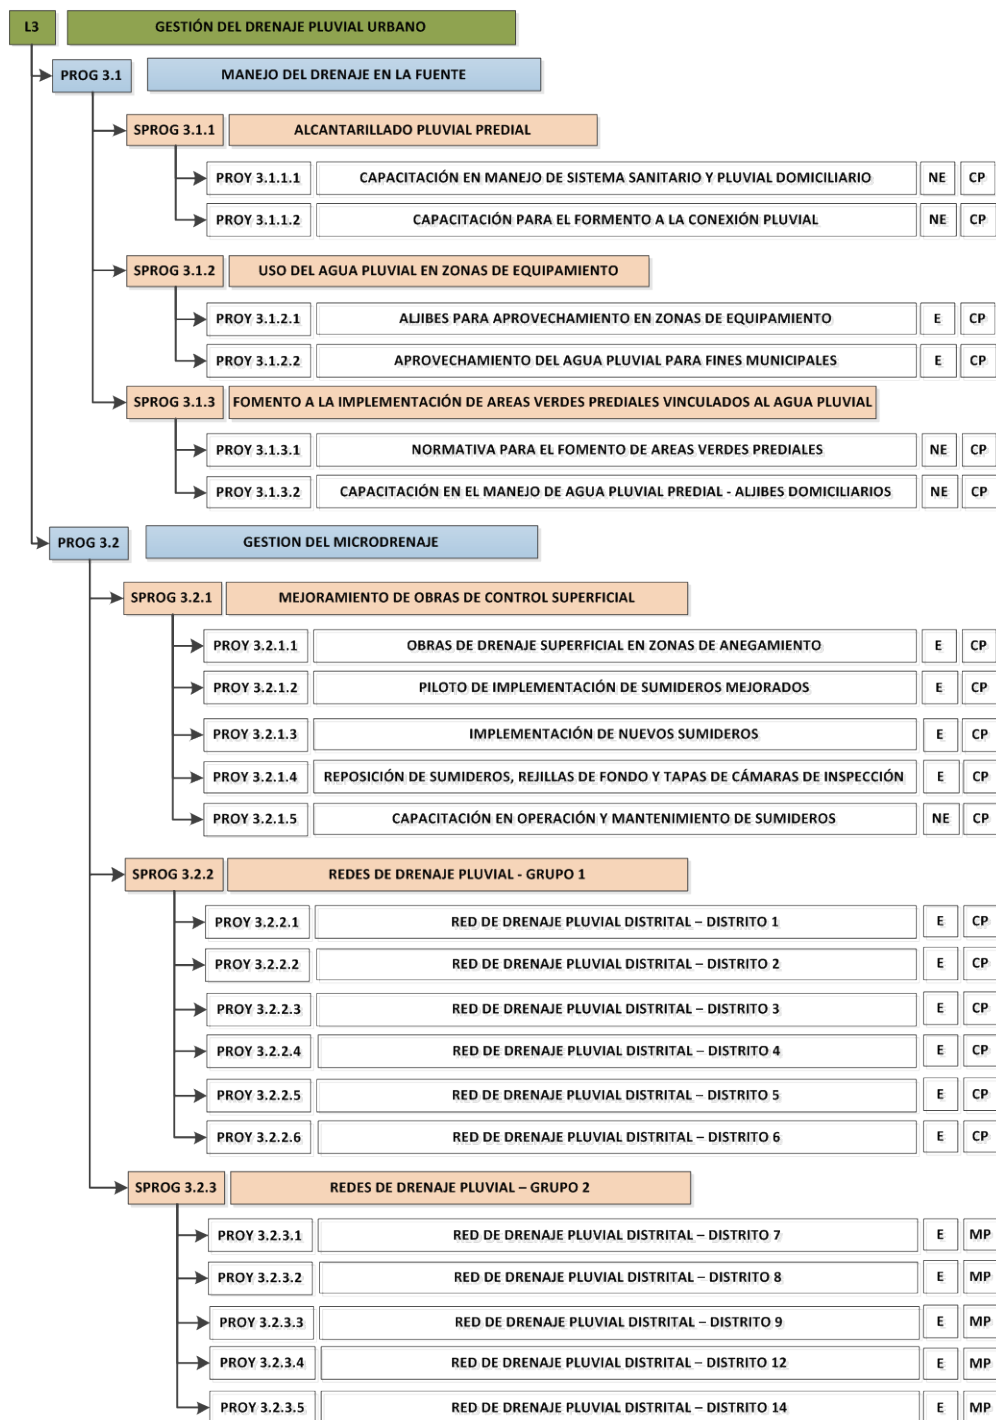 L3 GESTIÓN DEL DRENAJE PLUVIAL URBANO
PROG 3.1 MANEJO DEL DRENAJE EN LA FUENTE
SPROG 3.1.1 ALCANTARILLADO PLUVIAL PREDIAL
PROY 3.1.1.1 CAPACITACIÓN EN MANEJO DE SISTEMA SANITARIO Y PLUVIAL DOMICILIARIO NE CP
PROY 3.1.1.2 CAPACITACIÓN PARA EL FORMENTO A LA CONEXIÓN PLUVIAL NE CP
SPROG 3.1.2 USO DEL AGUA PLUVIAL EN ZONAS DE EQUIPAMIENTO
PROY 3.1.2.1 ALJIBES PARA APROVECHAMIENTO EN ZONAS DE EQUIPAMIENTO E CP
PROY 3.1.2.2 APROVECHAMIENTO DEL AGUA PLUVIAL PARA FINES MUNICIPALES E CP
SPROG 3.1.3 FOMENTO A LA IMPLEMENTACIÓN DE AREAS VERDES PREDIALES VINCULADOS AL AGUA PLUVIAL
PROY 3.1.3.1 NORMATIVA PARA EL FOMENTO DE AREAS VERDES PREDIALES NE CP
PROY 3.1.3.2 CAPACITACIÓN EN EL MANEJO DE AGUA PLUVIAL PREDIAL - ALJIBES DOMICILIARIOS NE CP
PROG 3.2 GESTION DEL MICRODRENAJE
SPROG 3.2.1 MEJORAMIENTO DE OBRAS DE CONTROL SUPERFICIAL
PROY 3.2.1.1 OBRAS DE DRENAJE SUPERFICIAL EN ZONAS DE ANEGAMIENTO E CP
PROY 3.2.1.2 PILOTO DE IMPLEMENTACIÓN DE SUMIDEROS MEJORADOS E CP
PROY 3.2.1.3 IMPLEMENTACIÓN DE NUEVOS SUMIDEROS E CP
PROY 3.2.1.4 REPOSICIÓN DE SUMIDEROS, REJILLAS DE FONDO Y TAPAS DE CÁMARAS DE INSPECCIÓN E CP
PROY 3.2.1.5 CAPACITACIÓN EN OPERACIÓN Y MANTENIMIENTO DE SUMIDEROS NE CP
SPROG 3.2.2 REDES DE DRENAJE PLUVIAL - GRUPO 1
PROY 3.2.2.1 RED DE DRENAJE PLUVIAL DISTRITAL – DISTRITO 1 E CP
PROY 3.2.2.2 RED DE DRENAJE PLUVIAL DISTRITAL – DISTRITO 2 E CP
PROY 3.2.2.3 RED DE DRENAJE PLUVIAL DISTRITAL – DISTRITO 3 E CP
PROY 3.2.2.4 RED DE DRENAJE PLUVIAL DISTRITAL – DISTRITO 4 E CP
PROY 3.2.2.5 RED DE DRENAJE PLUVIAL DISTRITAL – DISTRITO 5 E CP
PROY 3.2.2.6 RED DE DRENAJE PLUVIAL DISTRITAL – DISTRITO 6 E CP
SPROG 3.2.3 REDES DE DRENAJE PLUVIAL – GRUPO 2
PROY 3.2.3.1 RED DE DRENAJE PLUVIAL DISTRITAL – DISTRITO 7 E MP
PROY 3.2.3.2 RED DE DRENAJE PLUVIAL DISTRITAL – DISTRITO 8 E MP
PROY 3.2.3.3 RED DE DRENAJE PLUVIAL DISTRITAL – DISTRITO 9 E MP
PROY 3.2.3.4 RED DE DRENAJE PLUVIAL DISTRITAL – DISTRITO 12 E MP
PROY 3.2.3.5 RED DE DRENAJE PLUVIAL DISTRITAL – DISTRITO 14 E MP